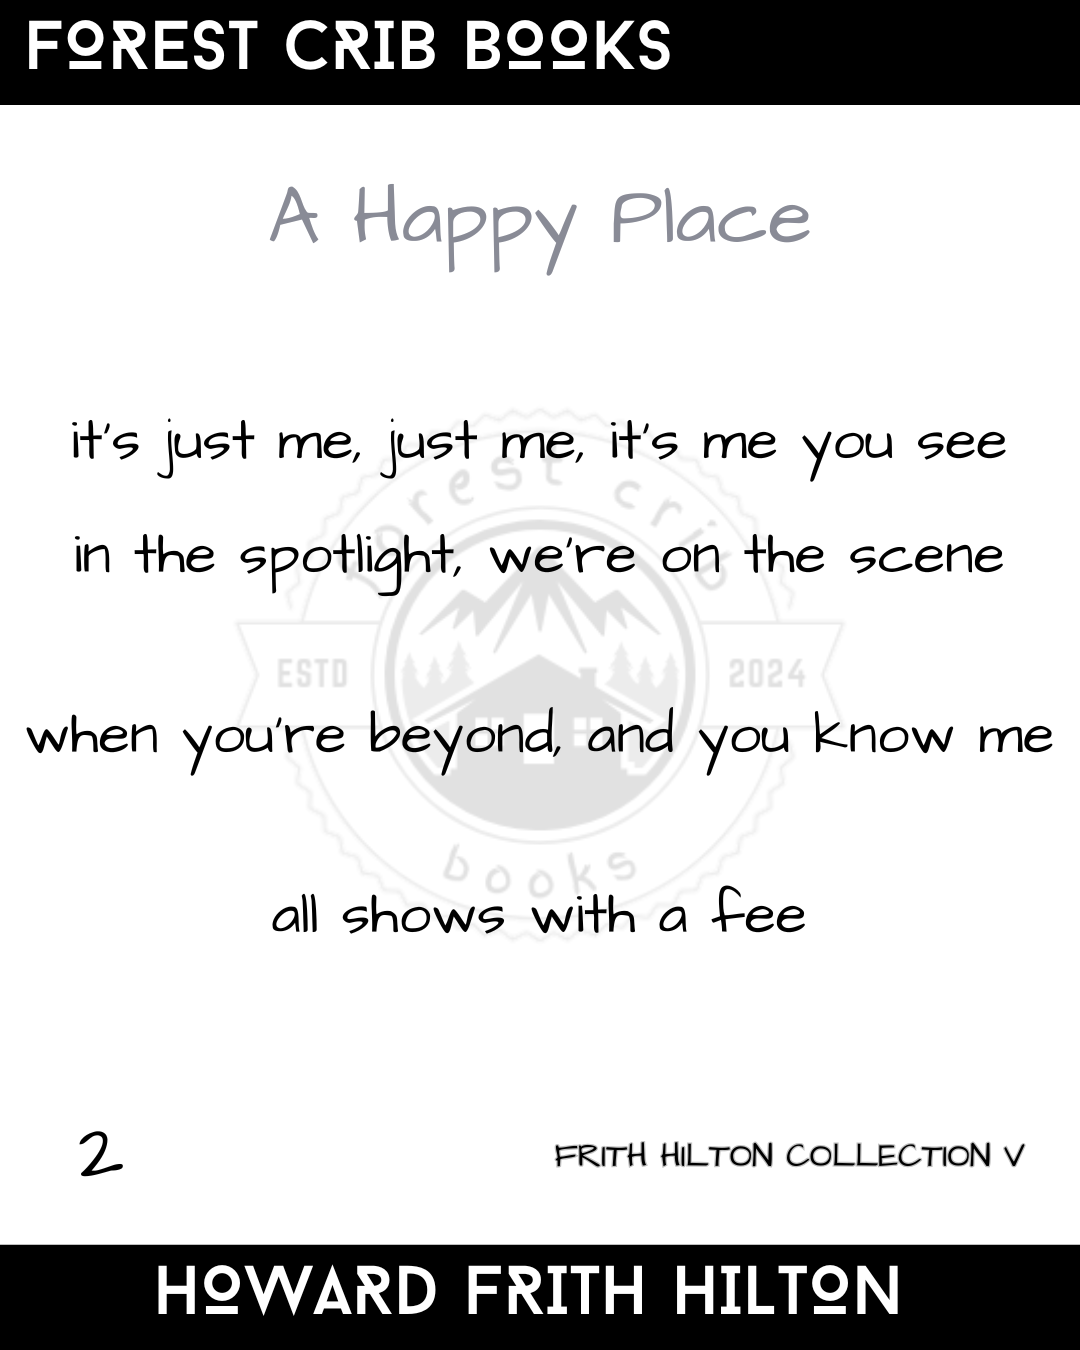 FOREST CRIB BOOKS
A Happy Place
it's just me, just me, it's me you see
forest crib
in the spotlight, we're on the scene
ESTD 2024
when you're beyond, and you know me
books
all shows with a fee
2 FRITH HILTON COLLECTION V
HOWARD FRITH HILTON